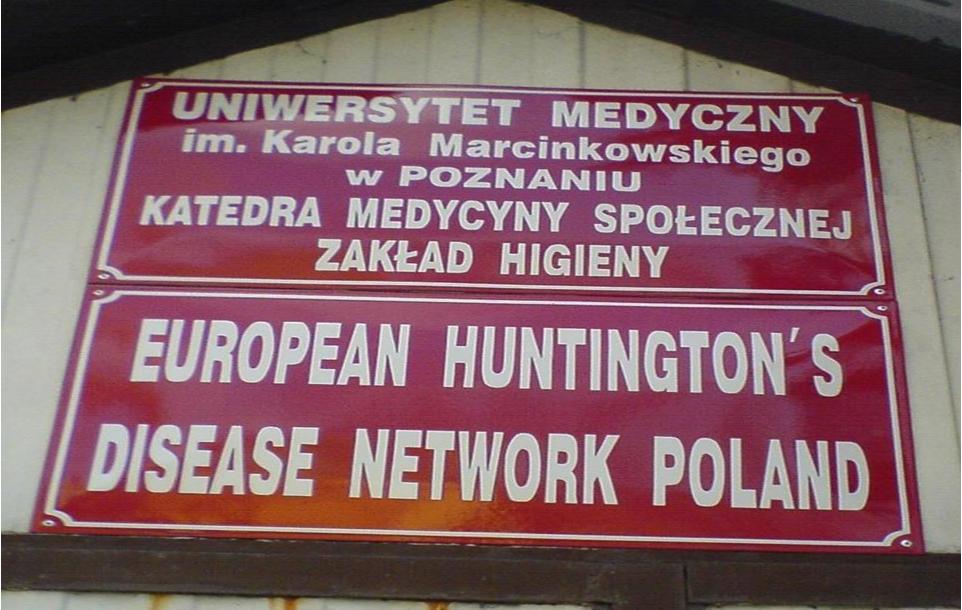 UNIWERSYTET MEDYCZNY
im. Karola Marcinkowskiego
w POZNANIU
KATEDRA MEDYCYNY SPOŁECZNEJ
ZAKŁAD HIGIENY
EUROPEAN HUNTINGTON´S
DISEASE NETWORK POLAND